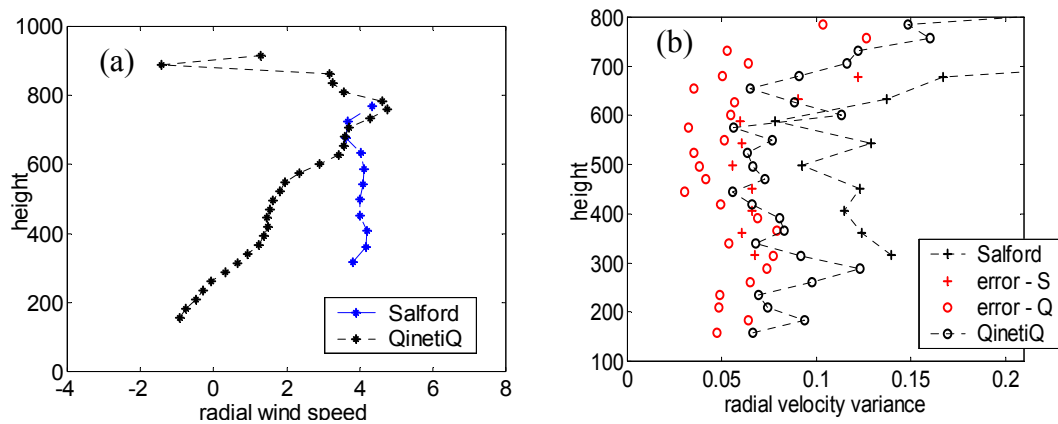 (a)
height
1000
800
600
400
200
0
-4
-2
0
2
4
6
8
radial wind speed
Salford
QinetiQ
(b)
height
800
700
600
500
400
300
200
100
0
0.05
0.1
0.15
0.2
radial velocity variance
Salford
error - S
error - Q
QinetiQ